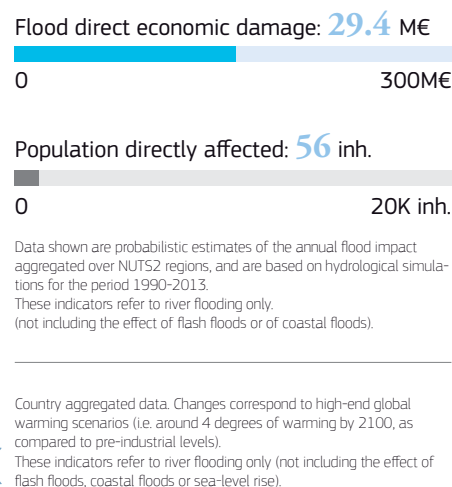 Flood direct economic damage: 29.4 M€
0 300M€
Population directly affected: 56 inh.
0 20K inh.
Data shown are probabilistic estimates of the annual flood impact
aggregated over NUTS2 regions, and are based on hydrological simula-
tions for the period 1990-2013.
These indicators refer to river flooding only.
(not including the effect of flash floods or of coastal floods).
Country aggregated data. Changes correspond to high-end global
warming scenarios (i.e. around 4 degrees of warming by 2100, as
compared to pre-industrial levels).
These indicators refer to river flooding only (not including the effect of
flash floods, coastal floods or sea-level rise).